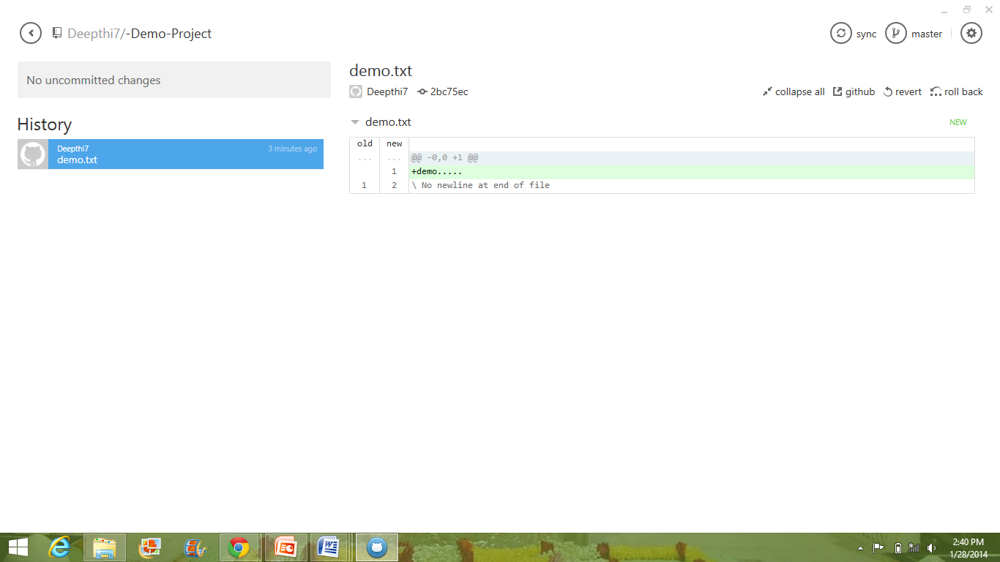 Deepthi7/-Demo-Project
sync
master
No uncommitted changes
History
Deepthi7
3 minutes ago
demo.txt
demo.txt
Deepthi7
2bc75ec
collapse all
github
revert
roll back
demo.txt
NEW
old new
... ... @@ -0,0 +1 @@
1 +demo.....
1 2 \ No newline at end of file
2:40 PM
1/28/2014